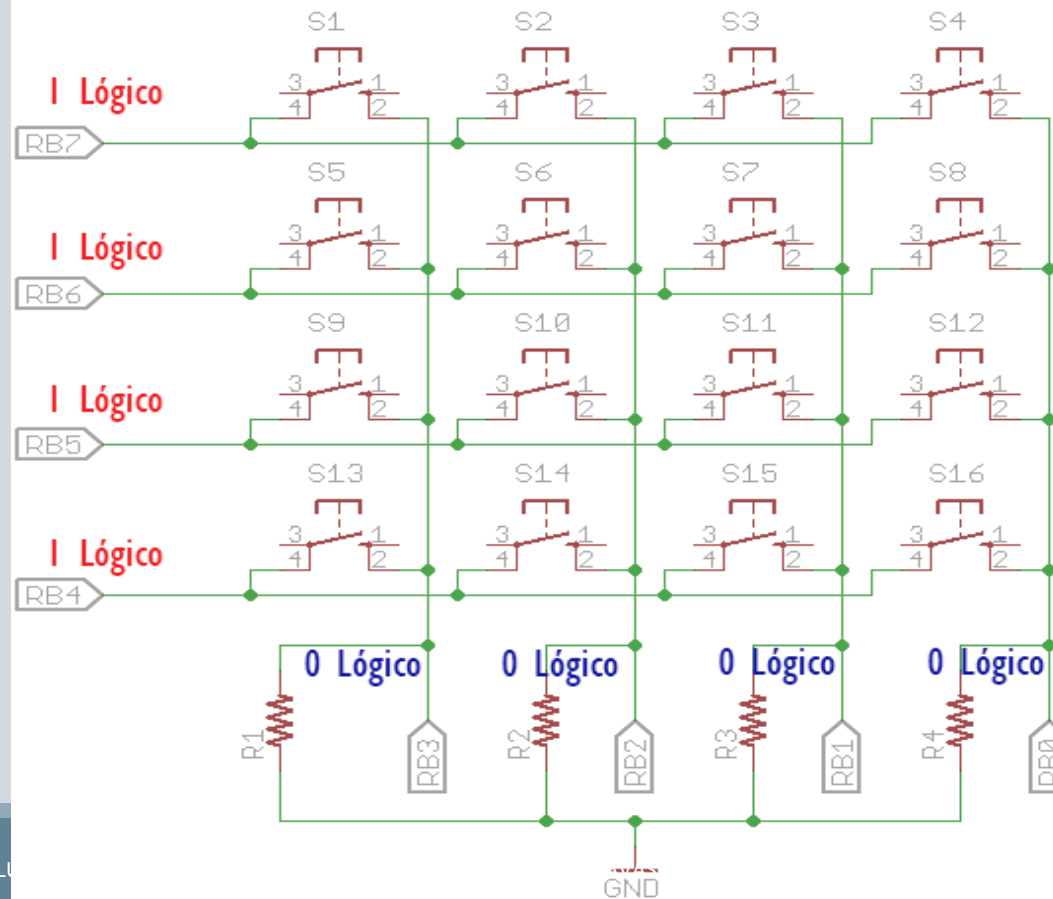 S1 S2 S3 S4
1 Lógico
3 1 3 1 3 1 3 1
4 2 4 2 4 2 4 2
RB7
S5 S6 S7 S8
1 Lógico
3 1 3 1 3 1 3 1
4 2 4 2 4 2 4 2
RB6
S9 S10 S11 S12
1 Lógico
3 1 3 1 3 1 3 1
4 2 4 2 4 2 4 2
RB5
S13 S14 S15 S16
1 Lógico
3 1 3 1 3 1 3 1
4 2 4 2 4 2 4 2
RB4
0 Lógico 0 Lógico 0 Lógico 0 Lógico
R1 RB3 R2 RB2 R3 RB1 R4
GND